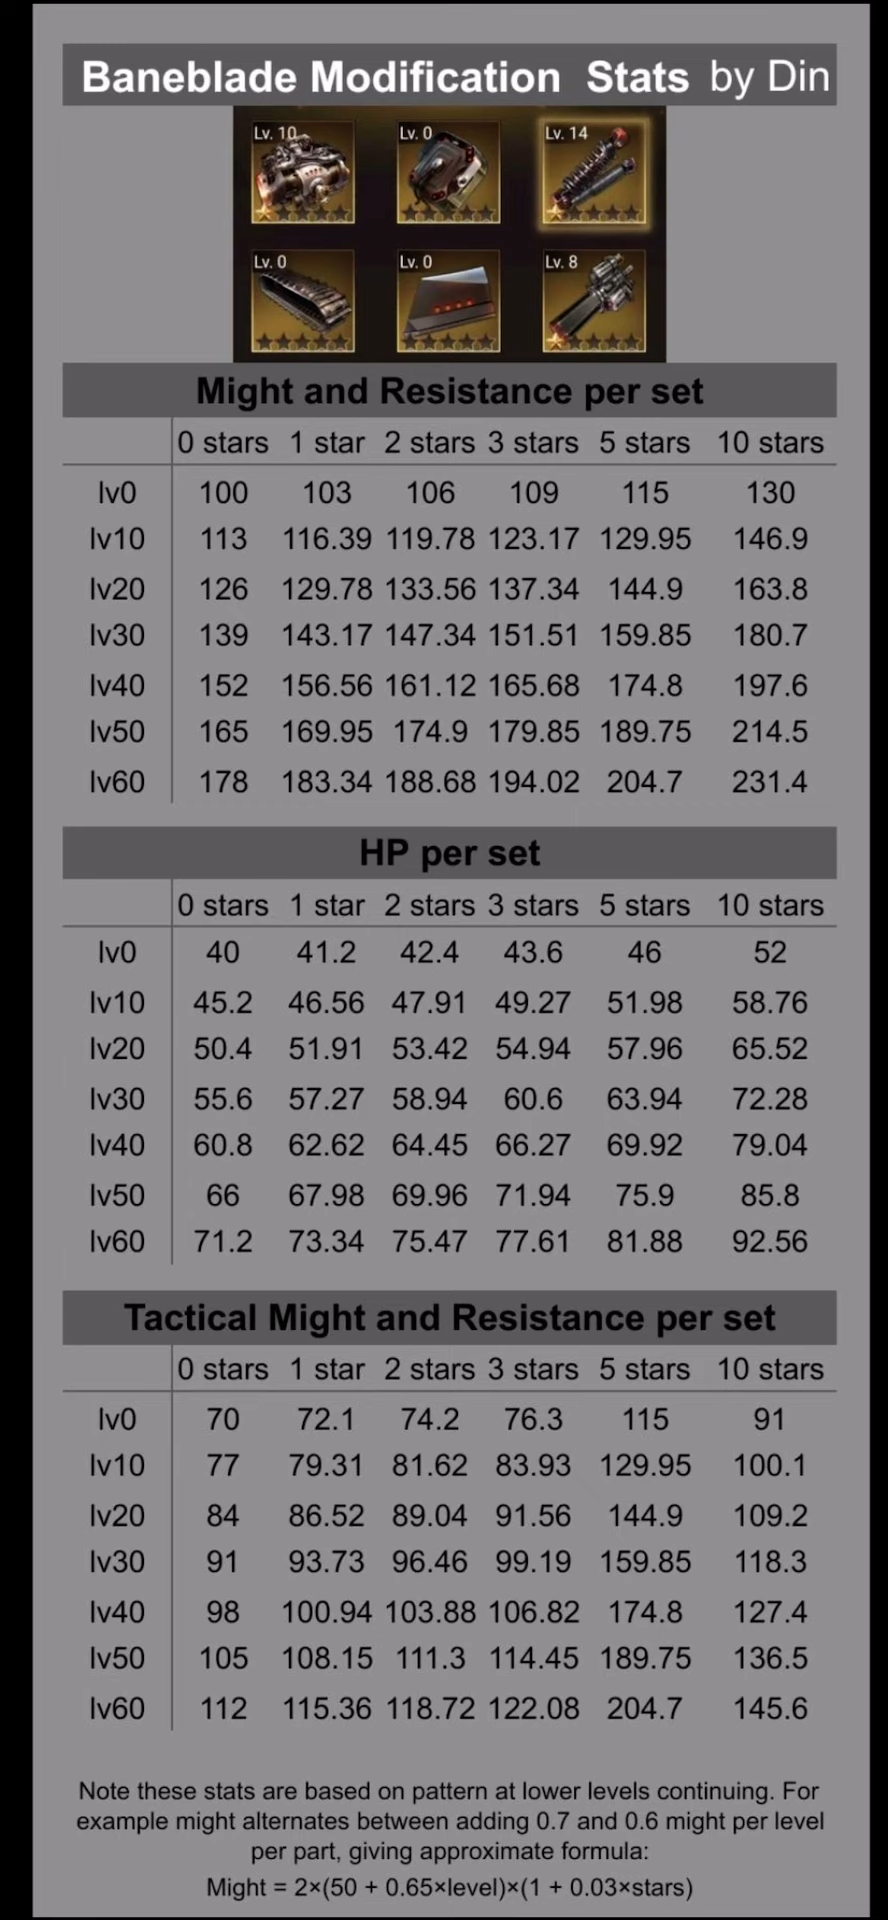 Baneblade Modification Stats by Din
Lv. 10 Lv. 0 Lv. 14
Lv. 0 Lv. 0 Lv. 8
Might and Resistance per set
0 stars 1 star 2 stars 3 stars 5 stars 10 stars
lv0 100 103 106 109 115 130
lv10 113 116.39 119.78 123.17 129.95 146.9
lv20 126 129.78 133.56 137.34 144.9 163.8
lv30 139 143.17 147.34 151.51 159.85 180.7
lv40 152 156.56 161.12 165.68 174.8 197.6
lv50 165 169.95 174.9 179.85 189.75 214.5
lv60 178 183.34 188.68 194.02 204.7 231.4
HP per set
0 stars 1 star 2 stars 3 stars 5 stars 10 stars
lv0 40 41.2 42.4 43.6 46 52
lv10 45.2 46.56 47.91 49.27 51.98 58.76
lv20 50.4 51.91 53.42 54.94 57.96 65.52
lv30 55.6 57.27 58.94 60.6 63.94 72.28
lv40 60.8 62.62 64.45 66.27 69.92 79.04
lv50 66 67.98 69.96 71.94 75.9 85.8
lv60 71.2 73.34 75.47 77.61 81.88 92.56
Tactical Might and Resistance per set
0 stars 1 star 2 stars 3 stars 5 stars 10 stars
lv0 70 72.1 74.2 76.3 115 91
lv10 77 79.31 81.62 83.93 129.95 100.1
lv20 84 86.52 89.04 91.56 144.9 109.2
lv30 91 93.73 96.46 99.19 159.85 118.3
lv40 98 100.94 103.88 106.82 174.8 127.4
lv50 105 108.15 111.3 114.45 189.75 136.5
lv60 112 115.36 118.72 122.08 204.7 145.6
Note these stats are based on pattern at lower levels continuing. For
example might alternates between adding 0.7 and 0.6 might per level
per part, giving approximate formula:
Might = 2×(50 + 0.65×level)×(1 + 0.03×stars)